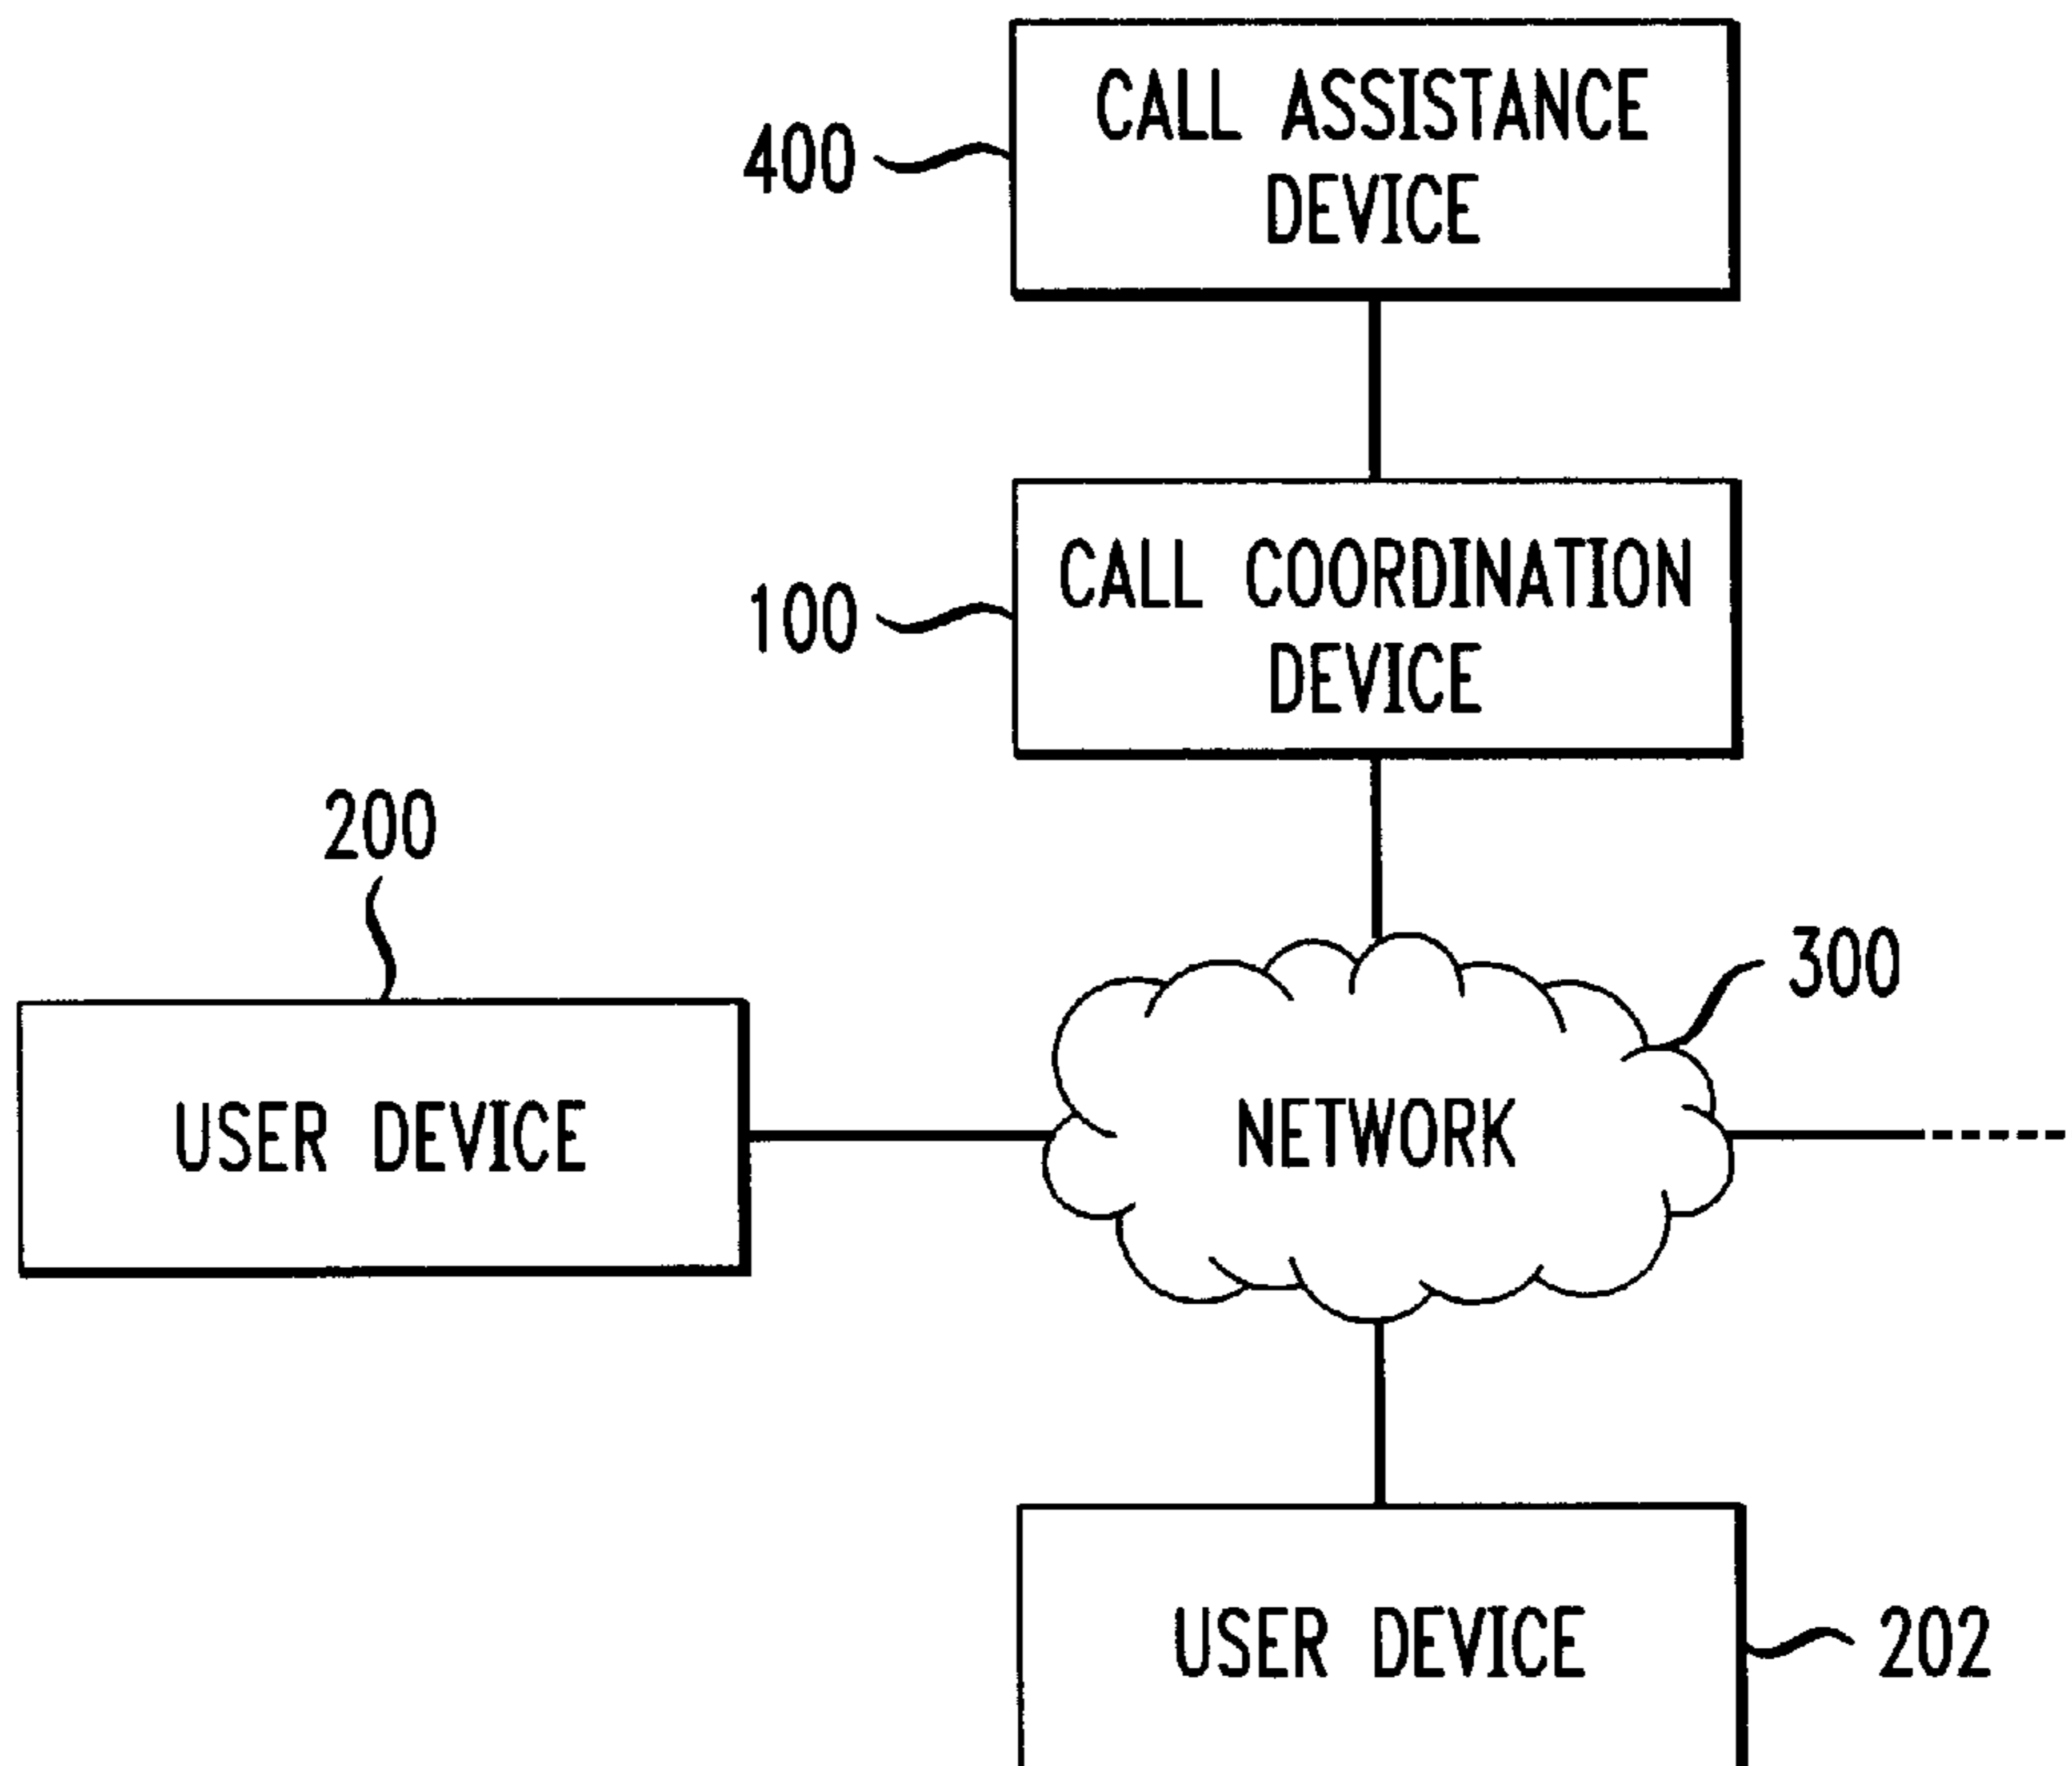 CALL ASSISTANCE
DEVICE
400
CALL COORDINATION
DEVICE
100
200
300
USER DEVICE
NETWORK
USER DEVICE
202